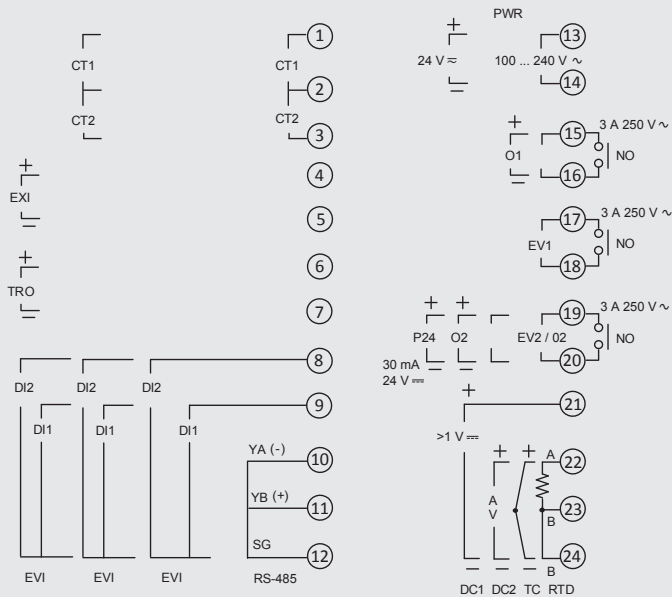 PWR
1
13
CT1
CT1
24 V ≂
100 ... 240 V ∿
2
14
CT2
CT2
3
15
3 A 250 V ∿
O1
NO
4
16
EXI
5
17
3 A 250 V ∿
EV1
NO
6
18
TRO
7
19
3 A 250 V ∿
P24
O2
EV2 / 02
NO
8
20
30 mA
24 V ⎓
DI2
DI2
DI2
9
21
DI1
DI1
DI1
>1 V ⎓
YA (-)
10
A
22
YB (+)
11
A
V
B
23
SG
12
24
B
EVI
EVI
EVI
RS-485
DC1
DC2
TC
RTD